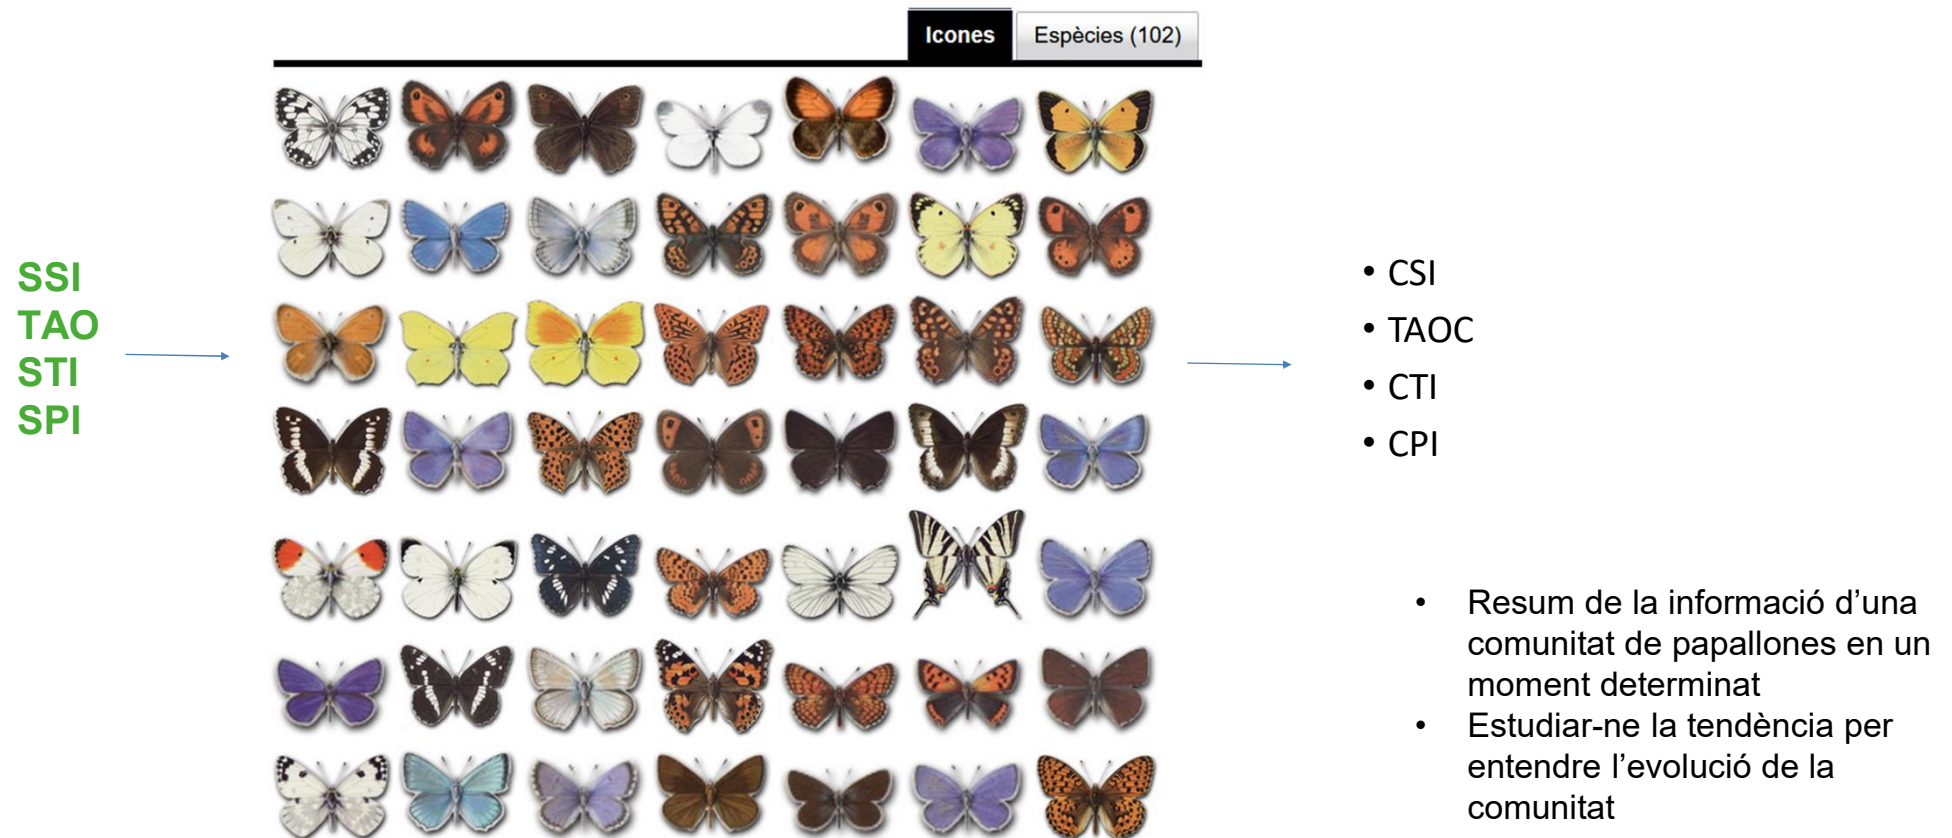 Icones
Espècies (102)
SSI
TAO
STI
SPI
• CSI
• TAOC
• CTI
• CPI
• Resum de la informació d’una
comunitat de papallones en un
moment determinat
• Estudiar-ne la tendència per
entendre l’evolució de la
comunitat